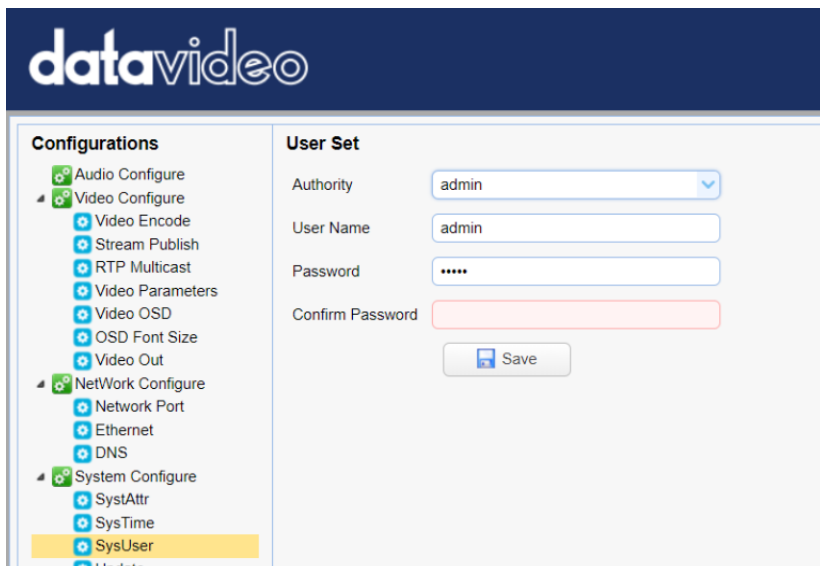 datavideo
Configurations
Audio Configure
Video Configure
Video Encode
Stream Publish
RTP Multicast
Video Parameters
Video OSD
OSD Font Size
Video Out
NetWork Configure
Network Port
Ethernet
DNS
System Configure
SystAttr
SysTime
SysUser
User Set
Authority admin
User Name admin
Password •••••
Confirm Password
Save